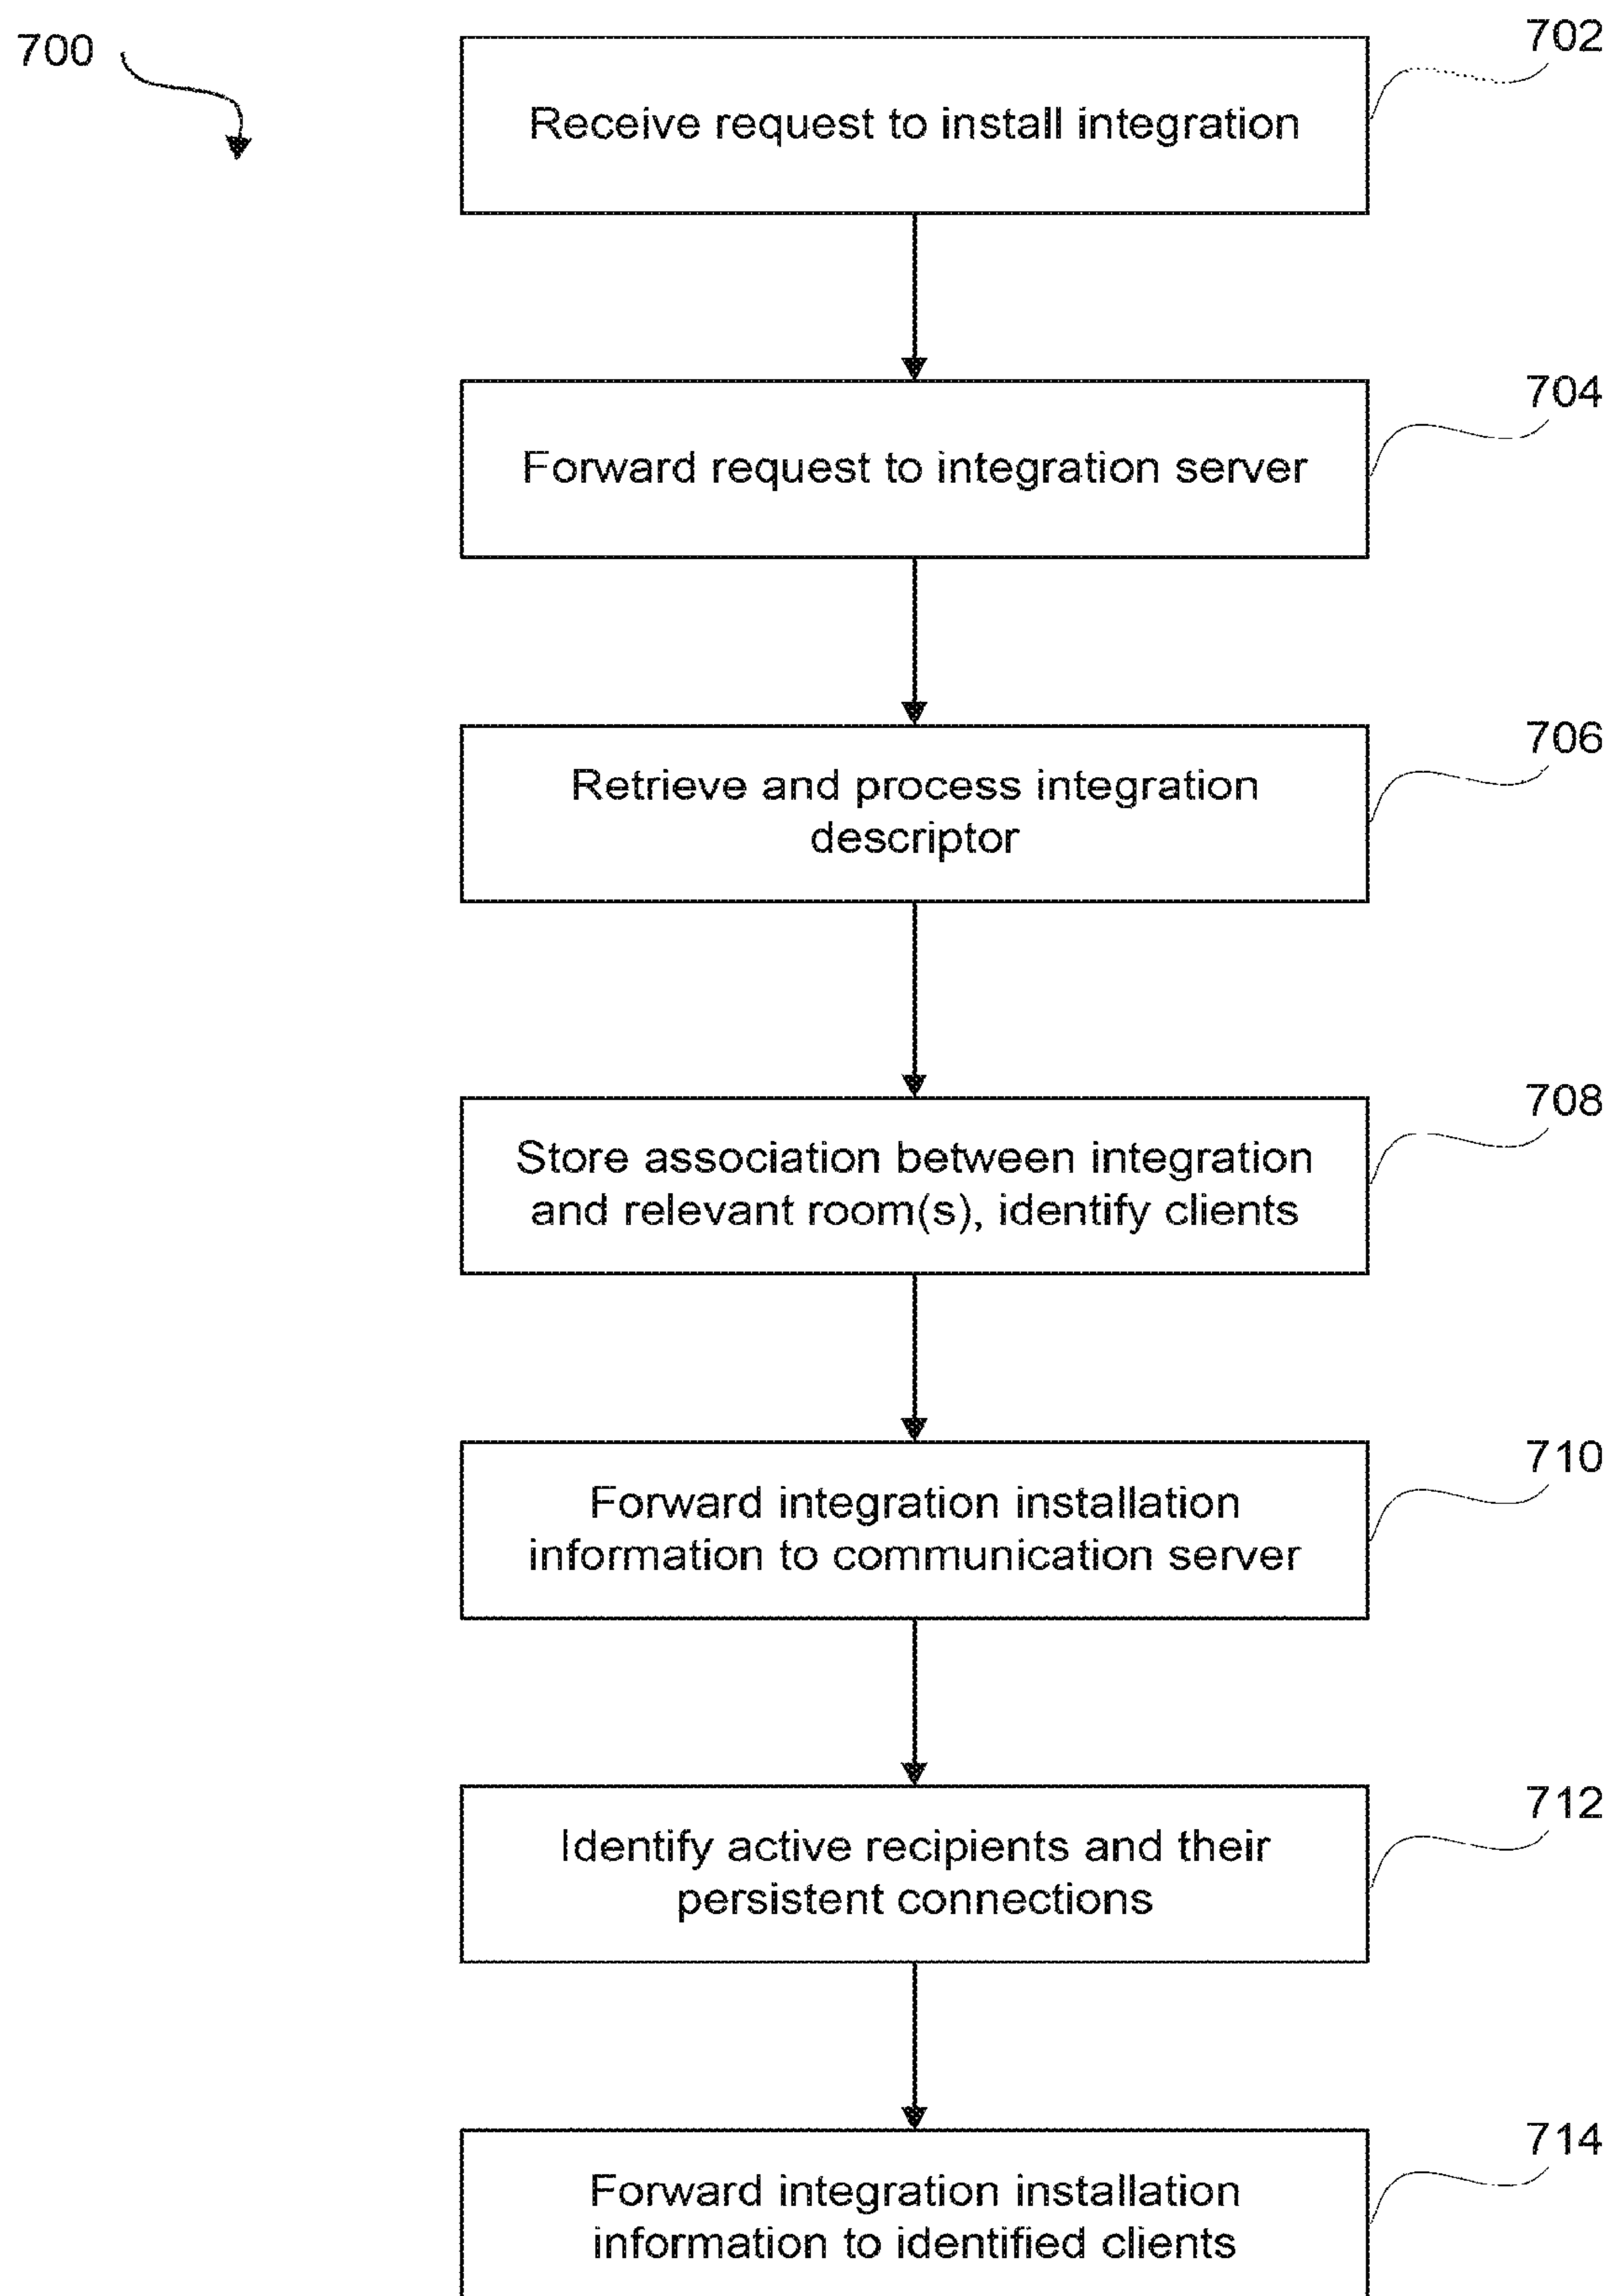 700
702
Receive request to install integration
704
Forward request to integration server
706
Retrieve and process integration
descriptor
708
Store association between integration
and relevant room(s), identify clients
710
Forward integration installation
information to communication server
712
Identify active recipients and their
persistent connections
714
Forward integration installation
information to identified clients